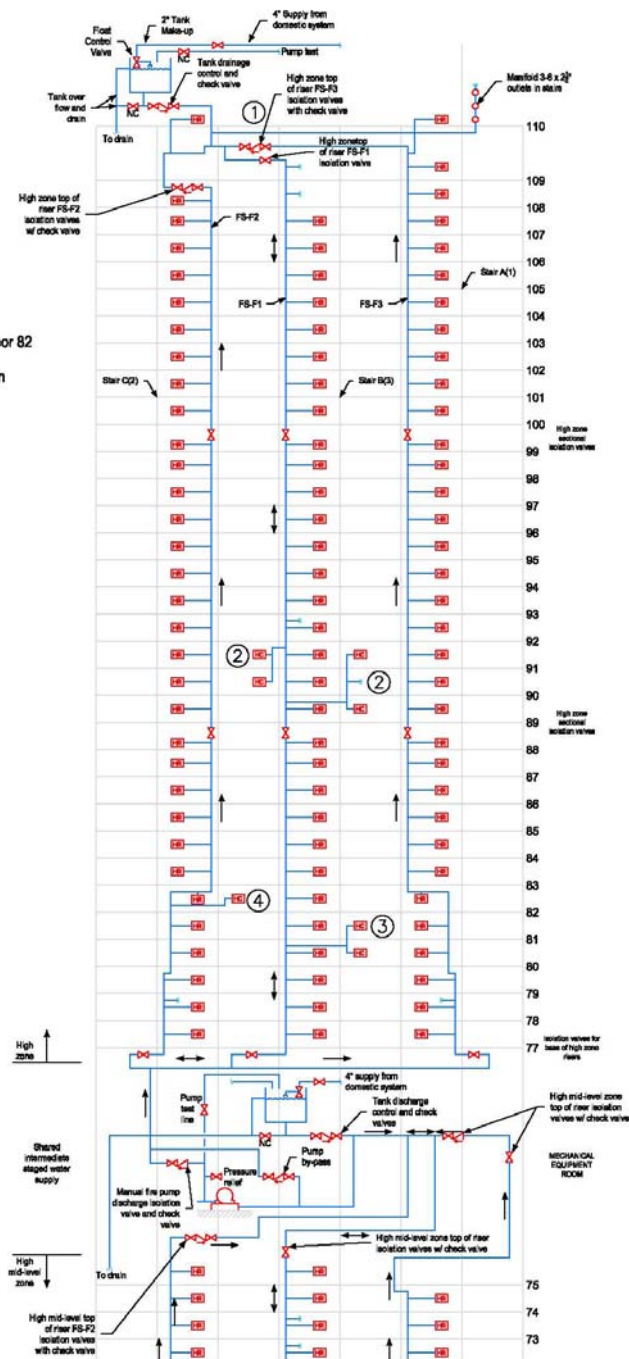 4" Supply from
domestic system
2" Tank
Make-up
Float
Control
Valve
NC
Pump test
Tank drainage
control and
check valve
High zone top
of riser FS-F3
isolation valves
with check valve
Manifold 3-6 x 2½"
outlets in stairs
Tank over
flow and
drain
NC
To drain
1
High zonetop
of riser FS-F1
isolation valve
110
109
High zone top of
riser FS-F2
isolation valves
w/ check valve
108
FS-F2
107
106
Stair A(1)
105
FS-F1
FS-F3
104
103
or 82
102
n
Stair C(2)
Stair B(3)
101
100
High zone
sectional
isolation valves
99
98
97
96
95
94
93
92
2
91
2
90
89
High zone
sectional
isolation valves
88
87
86
85
84
83
4
82
3
81
80
79
78
High
zone
77
Isolation valves for
base of high zone
risers
4" supply from
domestic system
Pump
test
line
Tank discharge
control and check
valves
High mid-level zone
top of riser isolation
valves w/ check valve
NC
Shared
intermediate
staged water
supply
Pump
by-pass
MECHANICAL
EQUIPMENT
ROOM
Pressure
relief
Manual fire pump
discharge isolation
valve and check
valve
High mid-level zone top of riser
isolation valves w/ check valve
High
mid-level
zone
To drain
75
High mid-level top
of riser FS-F2
isolation valves
with check valve
74
73